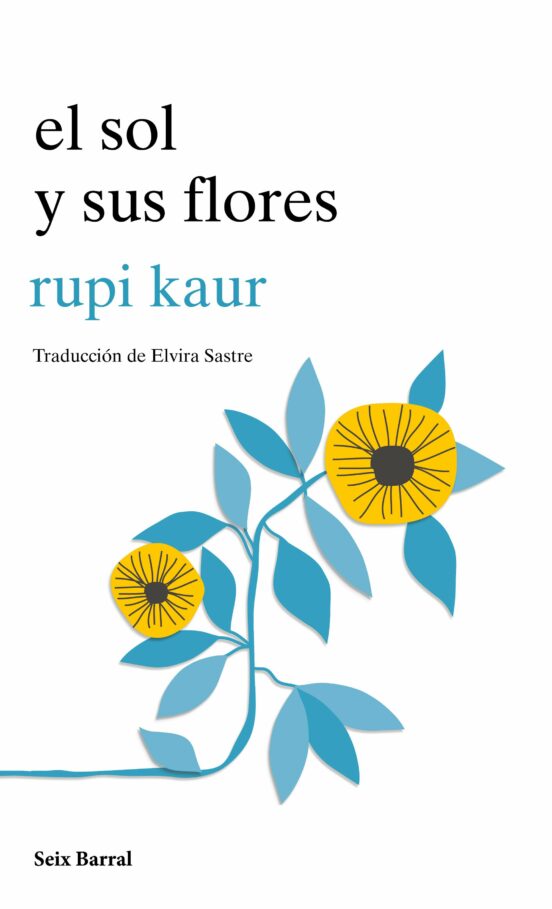 el sol
y sus flores
rupi kaur
Traducción de Elvira Sastre
Seix Barral